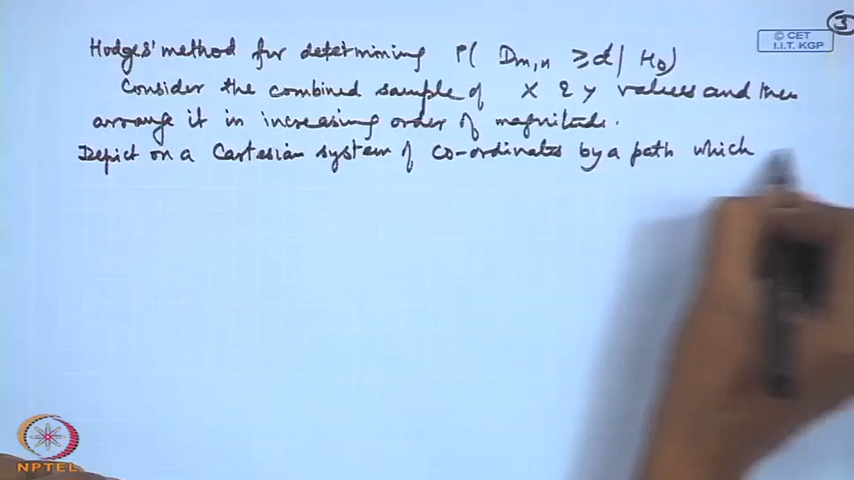 3
© CET
I.I.T. KGP
Hodges' method for determining P( Dm,n ≥ d | H0)
Consider the combined sample of X & Y values and then
arrange it in increasing order of magnitude.
Depict on a Cartesian system of co-ordinates by a path which
NPTEL